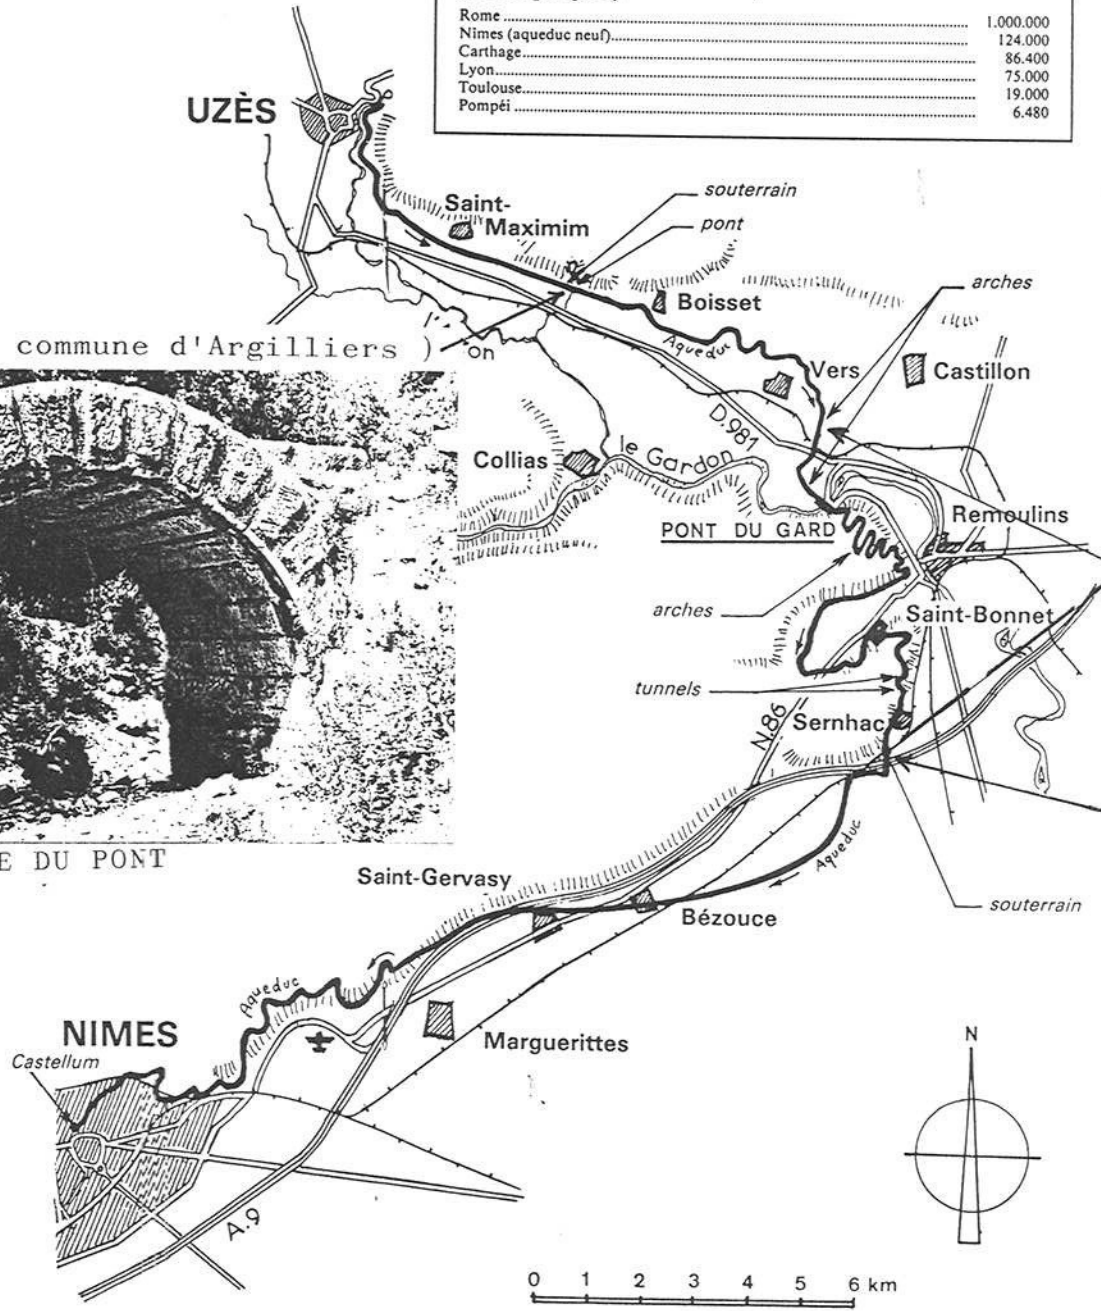 Rome ........ 1.000.000
Nimes (aqueduc neuf) ........ 124.000
Carthage ........ 86.400
Lyon ........ 75.000
Toulouse ........ 19.000
Pompéi ........ 6.480
UZÈS
souterrain
Saint-
Maximim
pont
arches
Boisset
commune d'Argilliers )
on
Aqueduc
Vers
Castillon
D.981
le Gardon
Collias
PONT DU GARD
Remoulins
arches
Saint-Bonnet
tunnels
N.86
Sernhac
Aqueduc
E DU PONT
Saint-Gervasy
souterrain
Bézouce
Aqueduc
NIMES
Marguerittes
Castellum
N
A.9
0 1 2 3 4 5 6 km